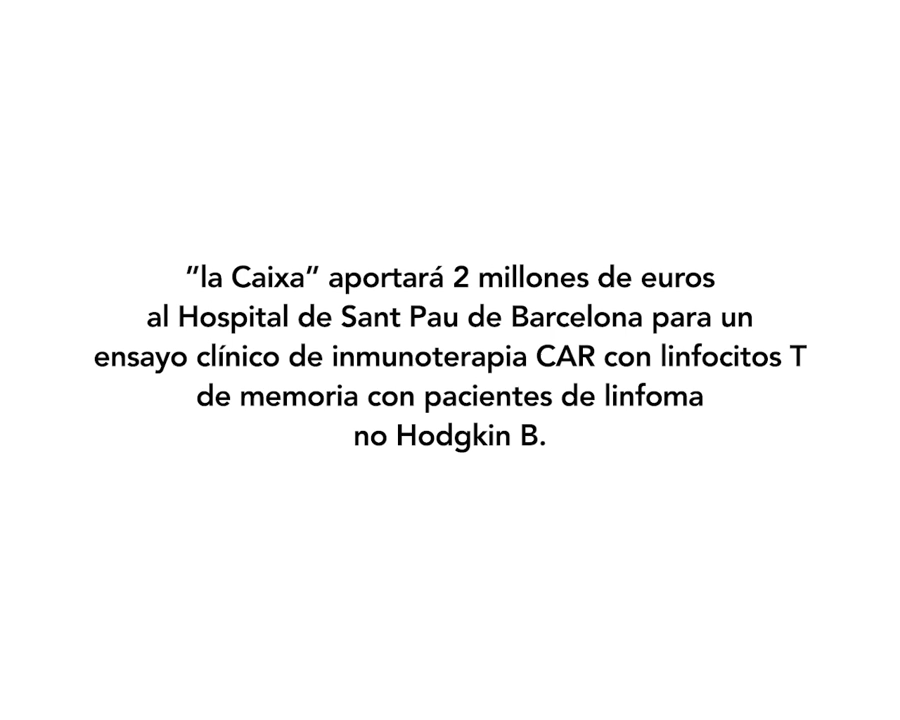 "la Caixa" aportará 2 millones de euros
al Hospital de Sant Pau de Barcelona para un
ensayo clínico de inmunoterapia CAR con linfocitos T
de memoria con pacientes de linfoma
no Hodgkin B.